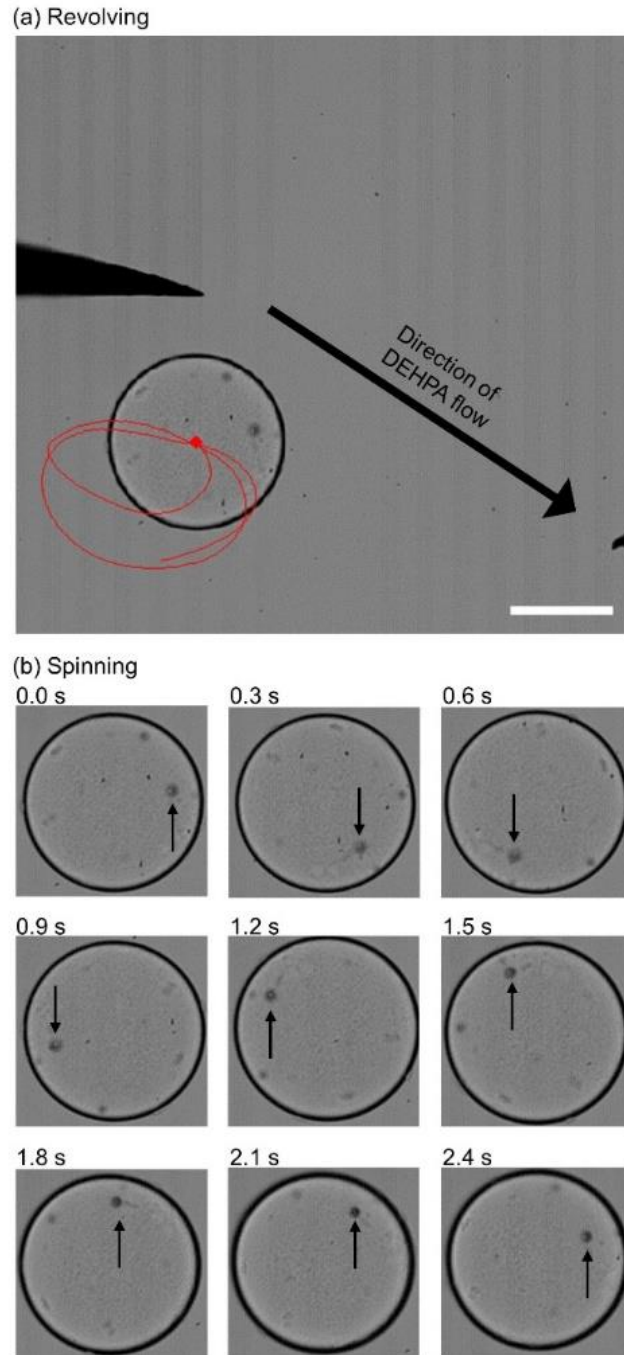 (a) Revolving
Direction of
DEHPA flow
(b) Spinning
0.0 s
0.3 s
0.6 s
0.9 s
1.2 s
1.5 s
1.8 s
2.1 s
2.4 s